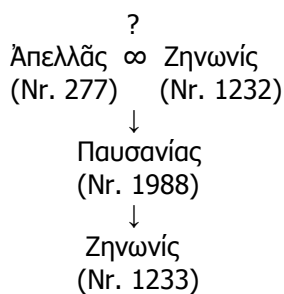 ?
Ἀπελλᾶς ∞ Ζηνωνίς
(Nr. 277) (Nr. 1232)
↓
Παυσανίας
(Nr. 1988)
↓
Ζηνωνίς
(Nr. 1233)